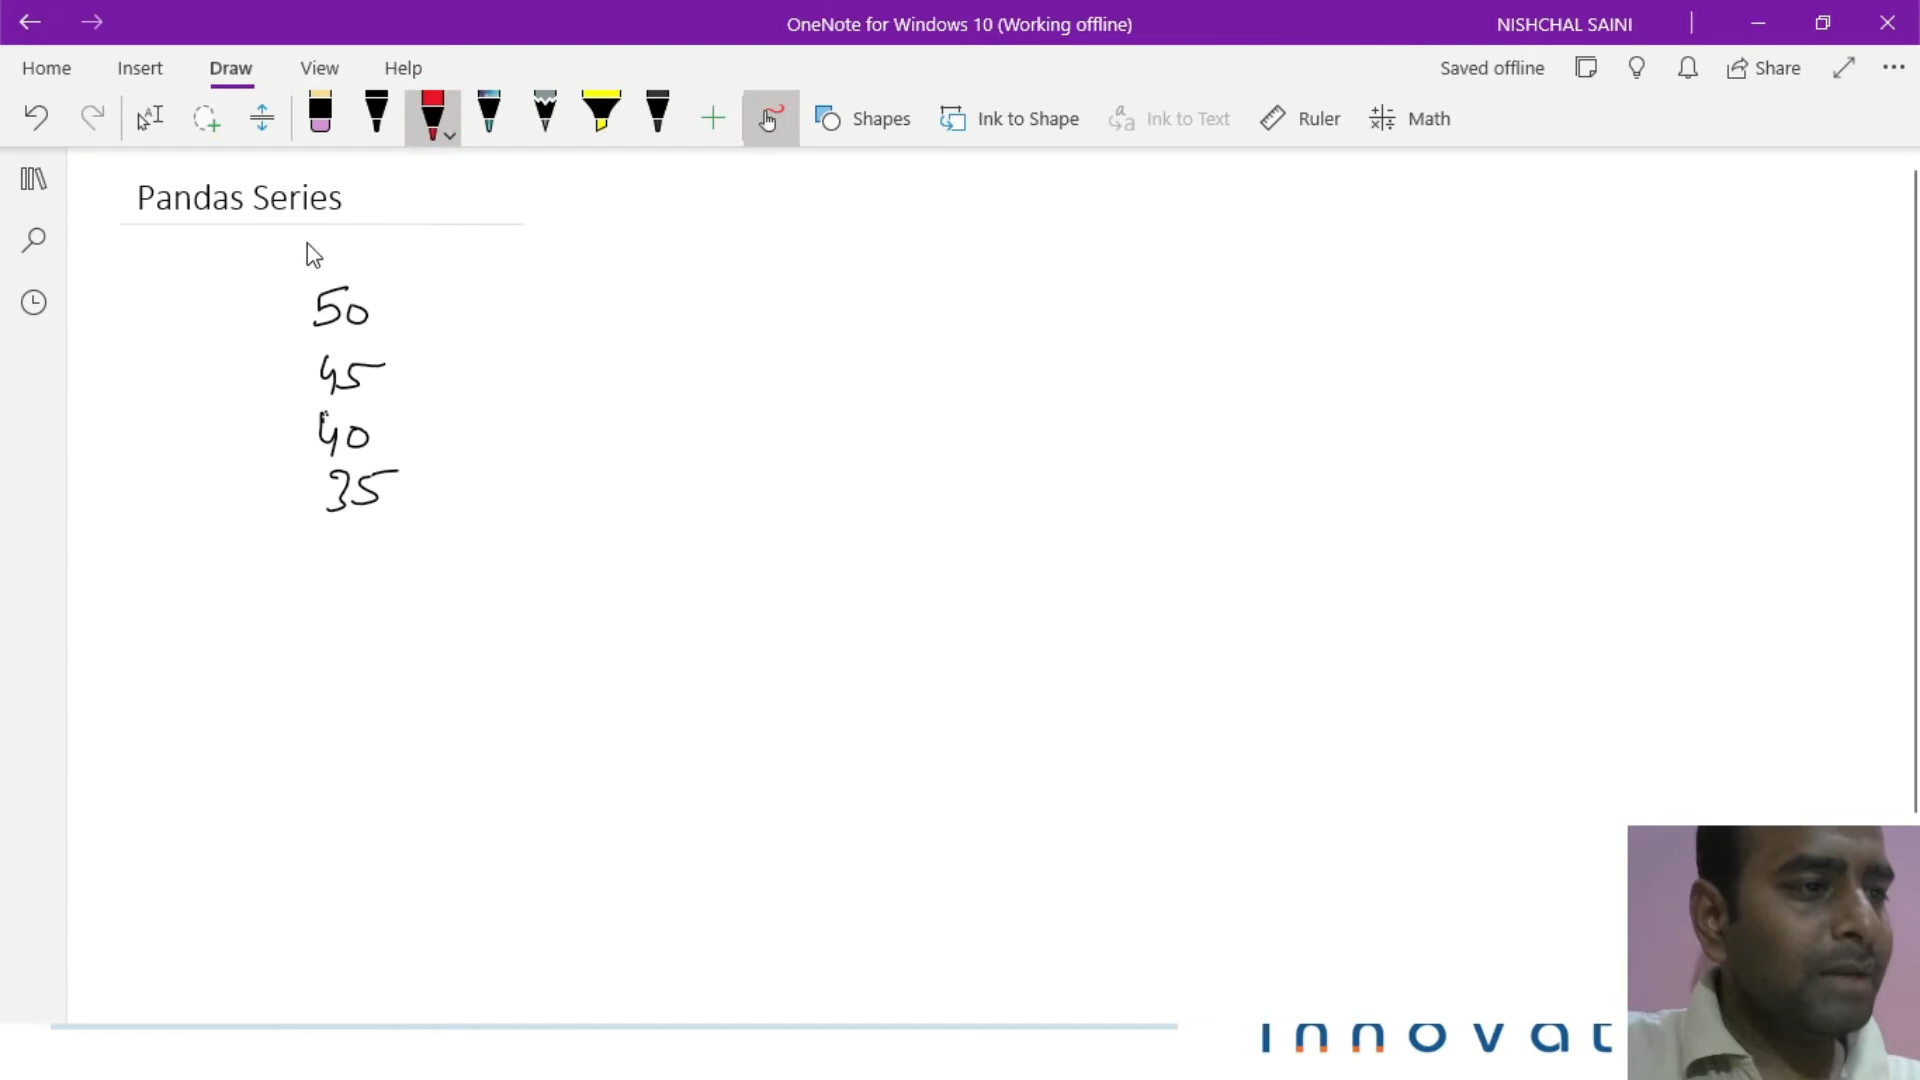 OneNote for Windows 10 (Working offline)
NISHCHAL SAINI
Home Insert Draw View Help
Saved offline
Share
Shapes
Ink to Shape
Ink to Text
Ruler
Math
Pandas Series
50
45
40
35
innovat